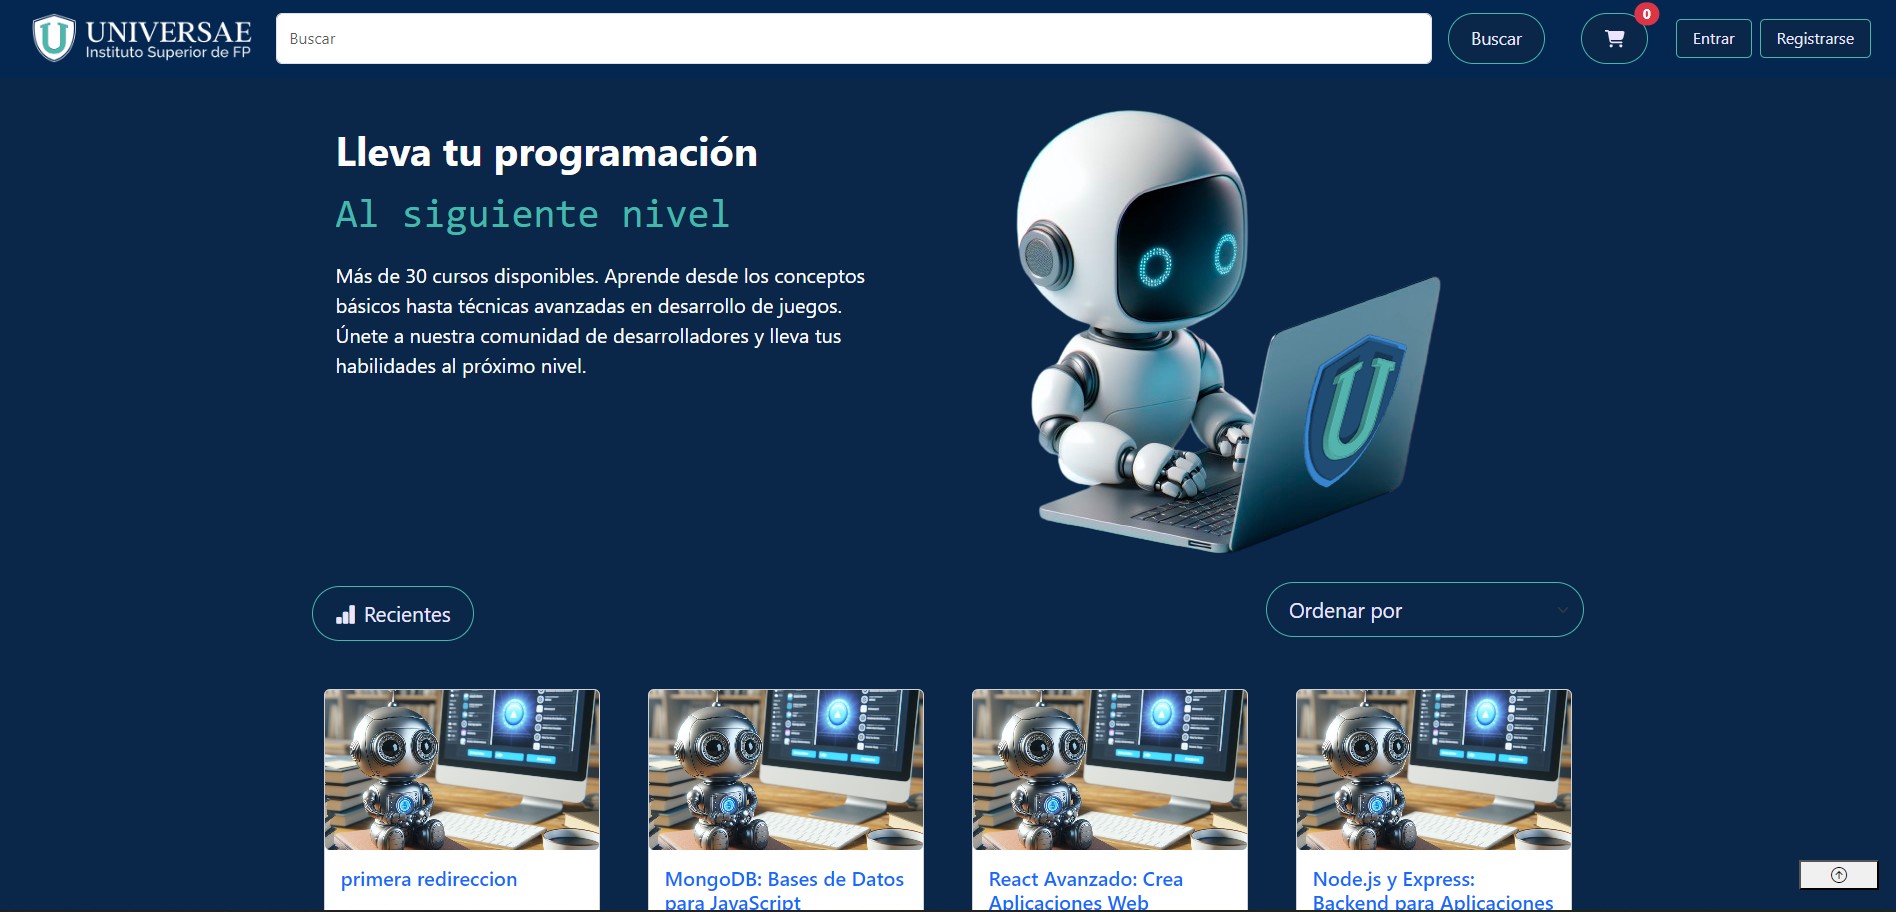 UNIVERSAE
Instituto Superior de FP
Buscar
Buscar
0
Entrar
Registrarse
Lleva tu programación
Al siguiente nivel
Más de 30 cursos disponibles. Aprende desde los conceptos
básicos hasta técnicas avanzadas en desarrollo de juegos.
Únete a nuestra comunidad de desarrolladores y lleva tus
habilidades al próximo nivel.
U
Recientes
Ordenar por
primera redireccion
MongoDB: Bases de Datos
para JavaScript
React Avanzado: Crea
Aplicaciones Web
Node.js y Express:
Backend para Aplicaciones